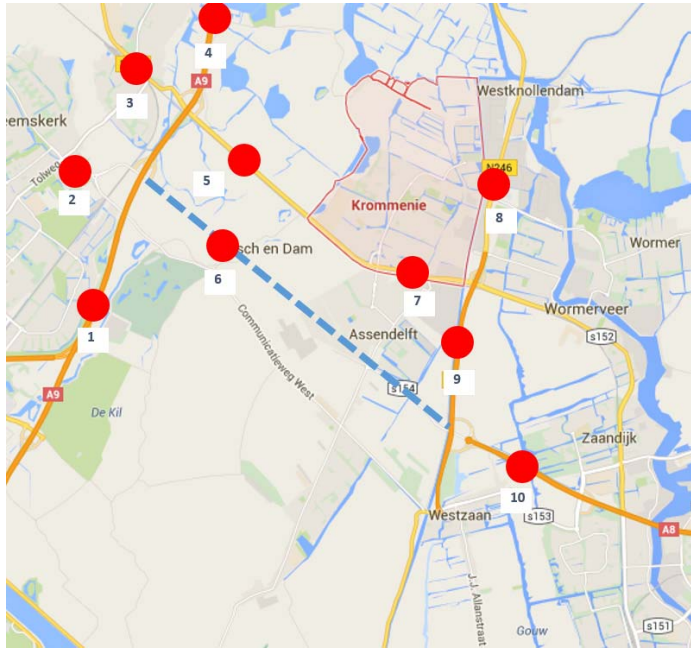 4
A9
3
Westknollendam
eemskerk
Tolweg
N246
2
5
8
Krommenie
Wormer
sch en Dam
6
7
Wormerveer
1
Communicatieweg West
Assendelft
s152
9
A9
s154
De Kil
Zaandijk
10
Westzaan
s153
A8
J.J. Allanstraat
Gouw
s151